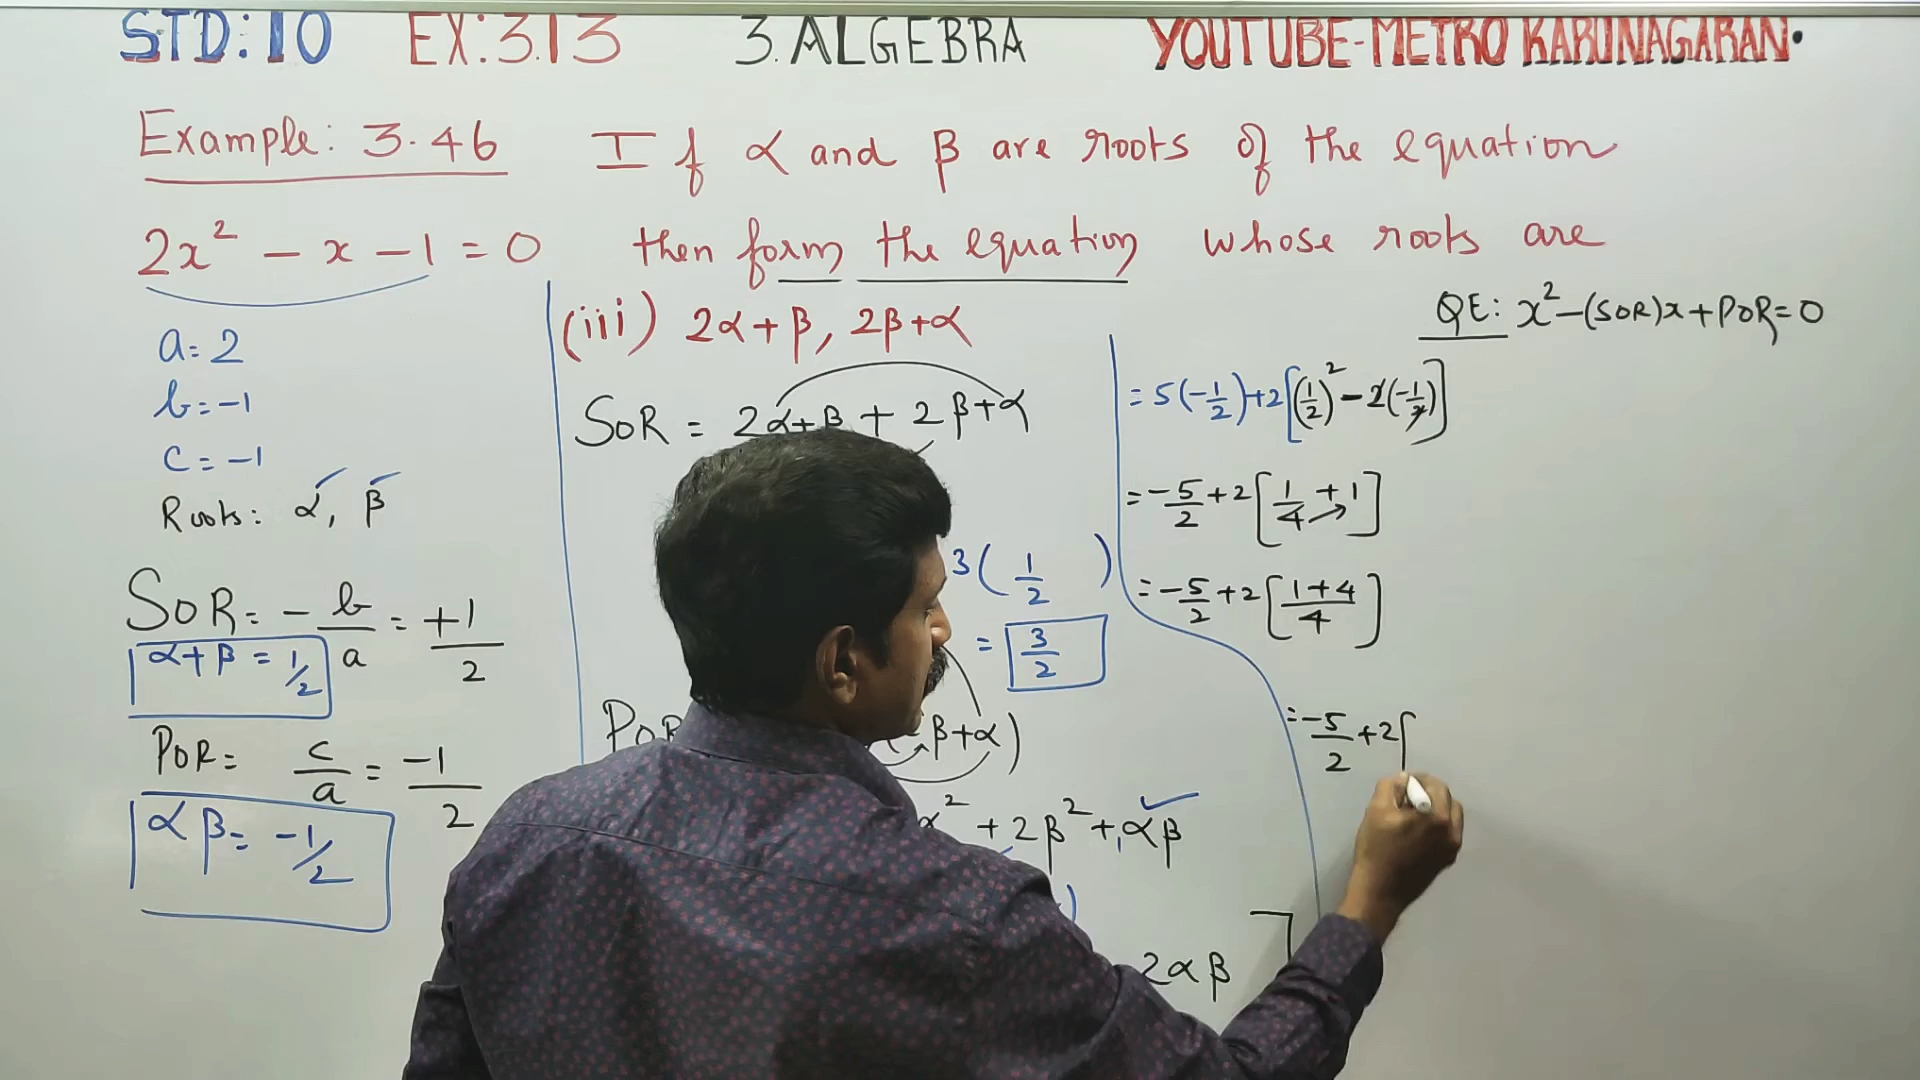 STD:10 EX:3.13 3.ALGEBRA YOUTUBE-METRO KARUNAGARAN.
Example: 3.46 If α and β are roots of the equation
2x² - x - 1 = 0 then form the equation whose roots are
(iii) 2α+β, 2β+α
a = 2
b = -1
c = -1
Roots: α, β
SOR = -b/a = +1/2
α+β = 1/2
POR = c/a = -1/2
αβ = -1/2
SOR = 2α+β + 2β+α
3(1/2)
= 3/2
POR β+α)
α² + 2β² + αβ
2αβ ]
QE: x² - (SOR)x + POR = 0
= 5(-1/2) + 2[(1/2)² - 2(-1/2)]
= -5/2 + 2[1/4 + 1]
= -5/2 + 2[(1+4)/4]
= -5/2 + 2[